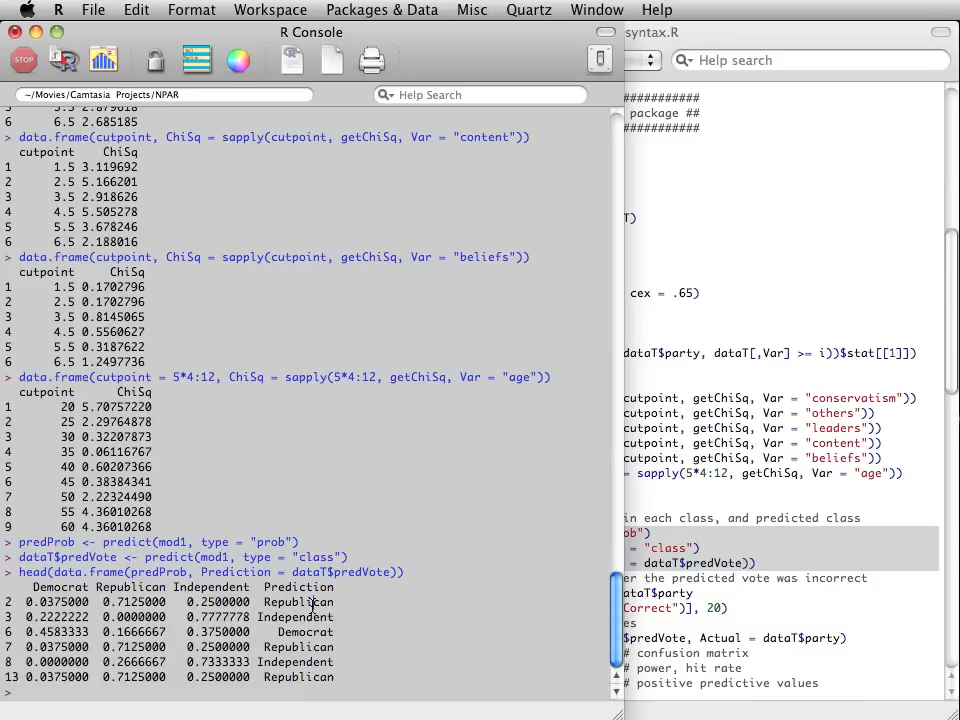 R File Edit Format Workspace Packages & Data Misc Quartz Window Help
R Console
syntax.R
STOP
Help search
~/Movies/Camtasia Projects/NPAR
Help Search
6 6.5 2.685185
> data.frame(cutpoint, ChiSq = sapply(cutpoint, getChiSq, Var = "content"))
cutpoint ChiSq
1 1.5 3.119692
2 2.5 5.166201
3 3.5 2.918626
4 4.5 5.505278
5 5.5 3.678246
6 6.5 2.188016
> data.frame(cutpoint, ChiSq = sapply(cutpoint, getChiSq, Var = "beliefs"))
cutpoint ChiSq
1 1.5 0.1702796
2 2.5 0.1702796
3 3.5 0.8145065
4 4.5 0.5560627
5 5.5 0.3187622
6 6.5 1.2497736
> data.frame(cutpoint = 5*4:12, ChiSq = sapply(5*4:12, getChiSq, Var = "age"))
cutpoint ChiSq
1 20 5.70757220
2 25 2.29764878
3 30 0.32207873
4 35 0.06116767
5 40 0.60207366
6 45 0.38384341
7 50 2.22324490
8 55 4.36010268
9 60 4.36010268
> predProb <- predict(mod1, type = "prob")
> dataT$predVote <- predict(mod1, type = "class")
> head(data.frame(predProb, Prediction = dataT$predVote))
Democrat Republican Independent Prediction
2 0.0375000 0.7125000 0.2500000 Republican
3 0.2222222 0.0000000 0.7777778 Independent
6 0.4583333 0.1666667 0.3750000 Democrat
7 0.0375000 0.7125000 0.2500000 Republican
8 0.0000000 0.2666667 0.7333333 Independent
13 0.0375000 0.7125000 0.2500000 Republican
>
###########
package ##
###########
T)
cex = .65)
dataT$party, dataT[,Var] >= i))$stat[[1]])
cutpoint, getChiSq, Var = "conservatism"))
cutpoint, getChiSq, Var = "others"))
cutpoint, getChiSq, Var = "leaders"))
cutpoint, getChiSq, Var = "content"))
cutpoint, getChiSq, Var = "beliefs"))
= sapply(5*4:12, getChiSq, Var = "age"))
in each class, and predicted class
ob")
= "class")
= dataT$predVote))
er the predicted vote was incorrect
dataT$party
Correct")], 20)
es
$predVote, Actual = dataT$party)
# confusion matrix
# power, hit rate
# positive predictive values